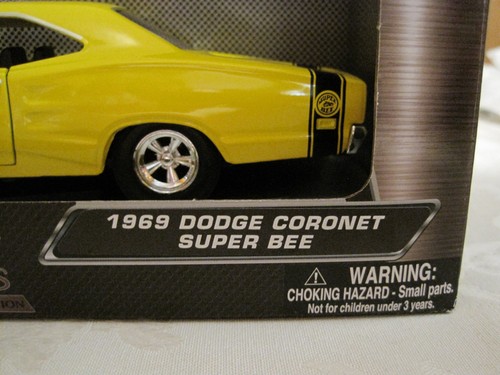 SUPER
BEE
1969 DODGE CORONET
SUPER BEE
WARNING:
CHOKING HAZARD - Small parts.
Not for children under 3 years.